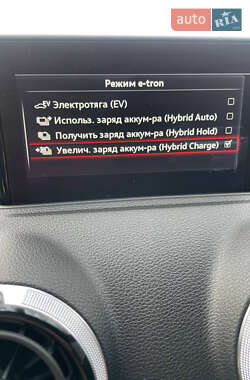 AUTO RIA
Режим e-tron
EV Электротяга (EV)
Использ. заряд аккум-ра (Hybrid Auto)
Получить заряд аккум-ра (Hybrid Hold)
Увелич. заряд аккум-ра (Hybrid Charge)